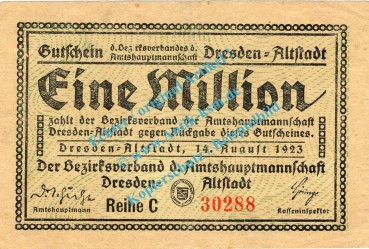 Gutschein d. Bezirksverbandes d. Amtshauptmannschaft Dresden-Altstadt
Eine Million
zahlt der Bezirksverband der Amtshauptmannschaft
Dresden-Altstadt gegen Rückgabe dieses Gutscheines.
Dresden-Altstadt, 14. August 1923
Der Bezirksverband d. Amtshauptmannschaft
Dresden Altstadt
Amtshauptmann Reihe C 30288 Kasseninspektor